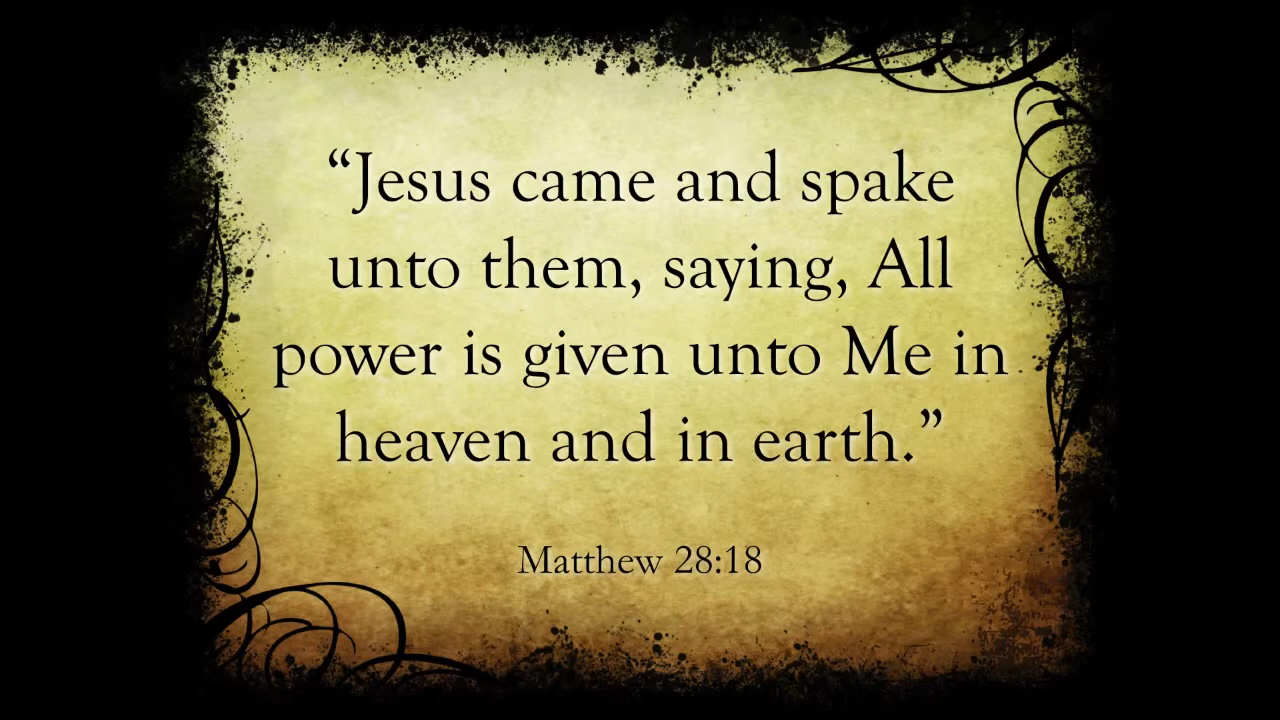 “Jesus came and spake
unto them, saying, All
power is given unto Me in
heaven and in earth.”
Matthew 28:18